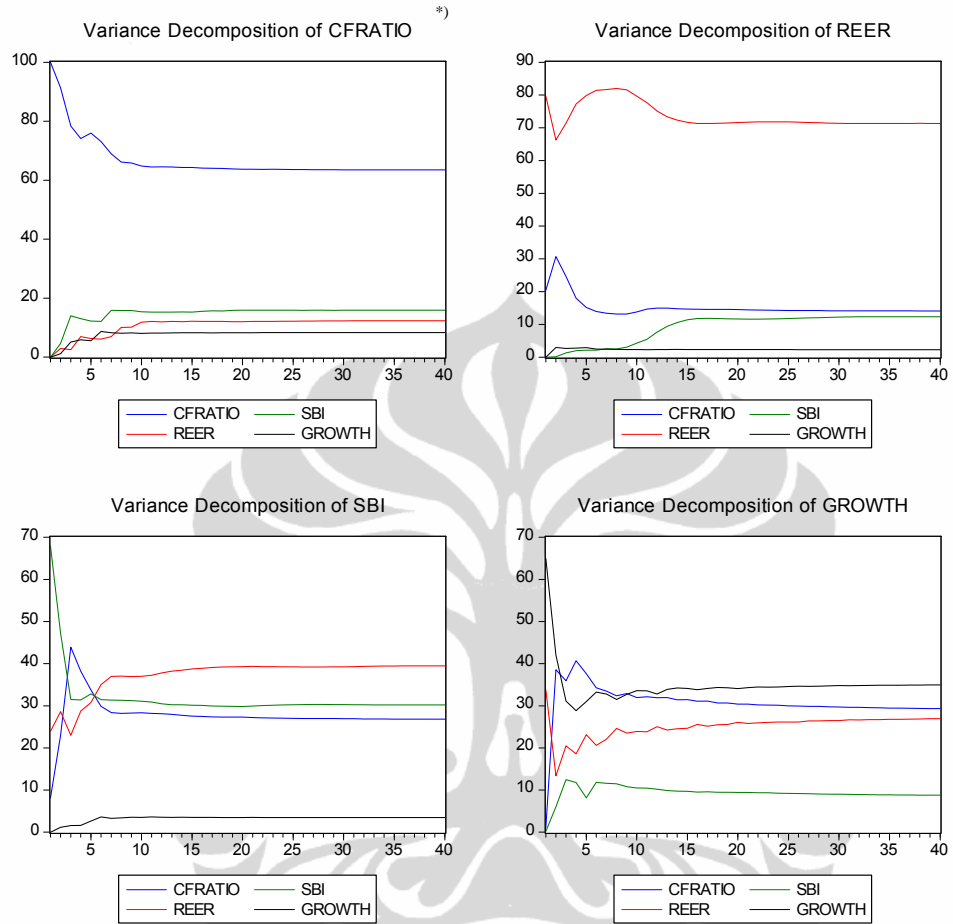 *)
Variance Decomposition of CFRATIO
100
80
60
40
20
0
5 10 15 20 25 30 35 40
CFRATIO SBI
REER GROWTH
Variance Decomposition of REER
90
80
70
60
50
40
30
20
10
0
5 10 15 20 25 30 35 40
CFRATIO SBI
REER GROWTH
Variance Decomposition of SBI
70
60
50
40
30
20
10
0
5 10 15 20 25 30 35 40
CFRATIO SBI
REER GROWTH
Variance Decomposition of GROWTH
70
60
50
40
30
20
10
0
5 10 15 20 25 30 35 40
CFRATIO SBI
REER GROWTH